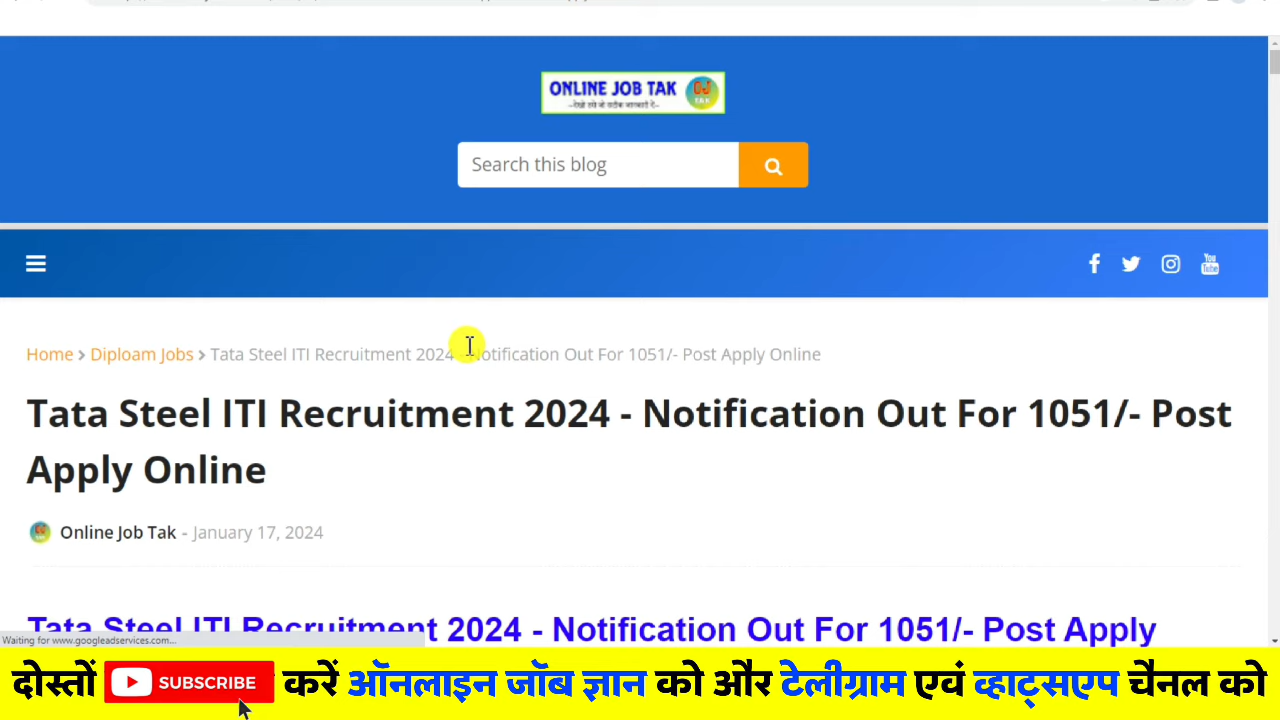 ONLINE JOB TAK
Search this blog
You
Tube
Home > Diploam Jobs > Tata Steel ITI Recruitment 2024 - Notification Out For 1051/- Post Apply Online
Tata Steel ITI Recruitment 2024 - Notification Out For 1051/- Post
Apply Online
Online Job Tak - January 17, 2024
Tata Steel ITI Recruitment 2024 - Notification Out For 1051/- Post Apply
Waiting for www.googleadservices.com...
दोस्तों SUBSCRIBE करें ऑनलाइन जॉब ज्ञान को और टेलीग्राम एवं व्हाट्सएप चैनल को